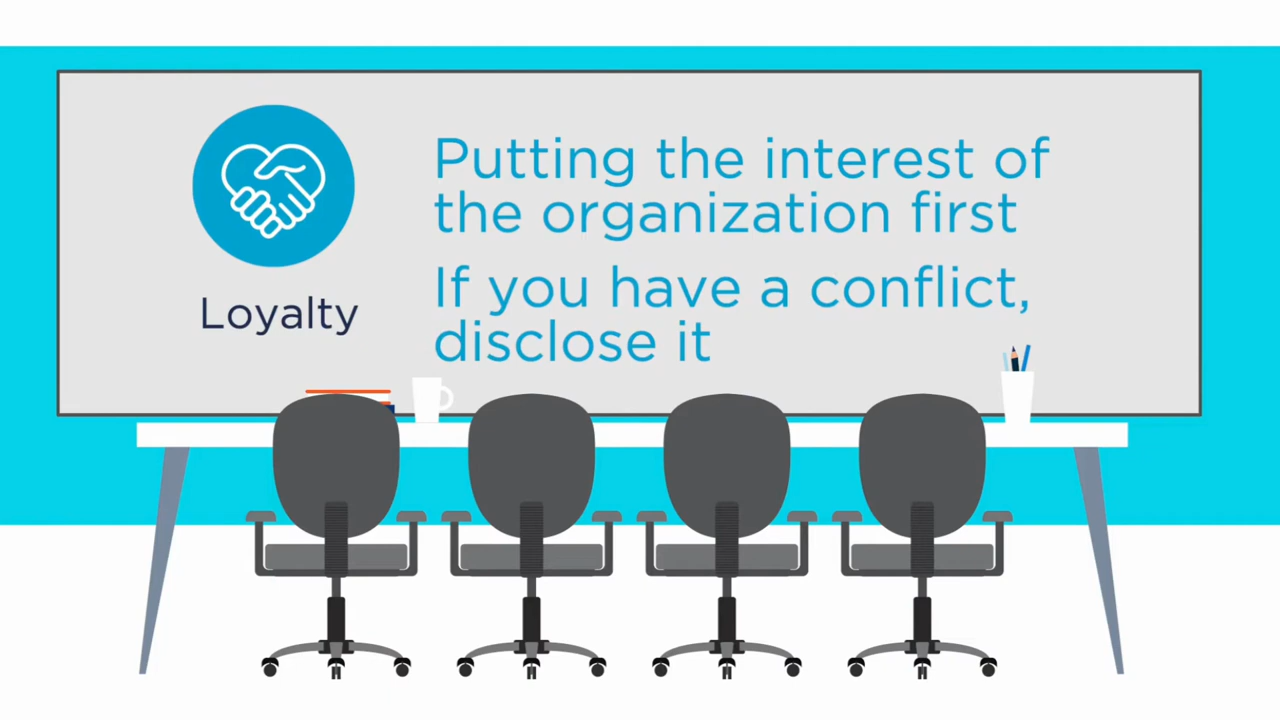 Putting the interest of
the organization first
If you have a conflict,
disclose it
Loyalty